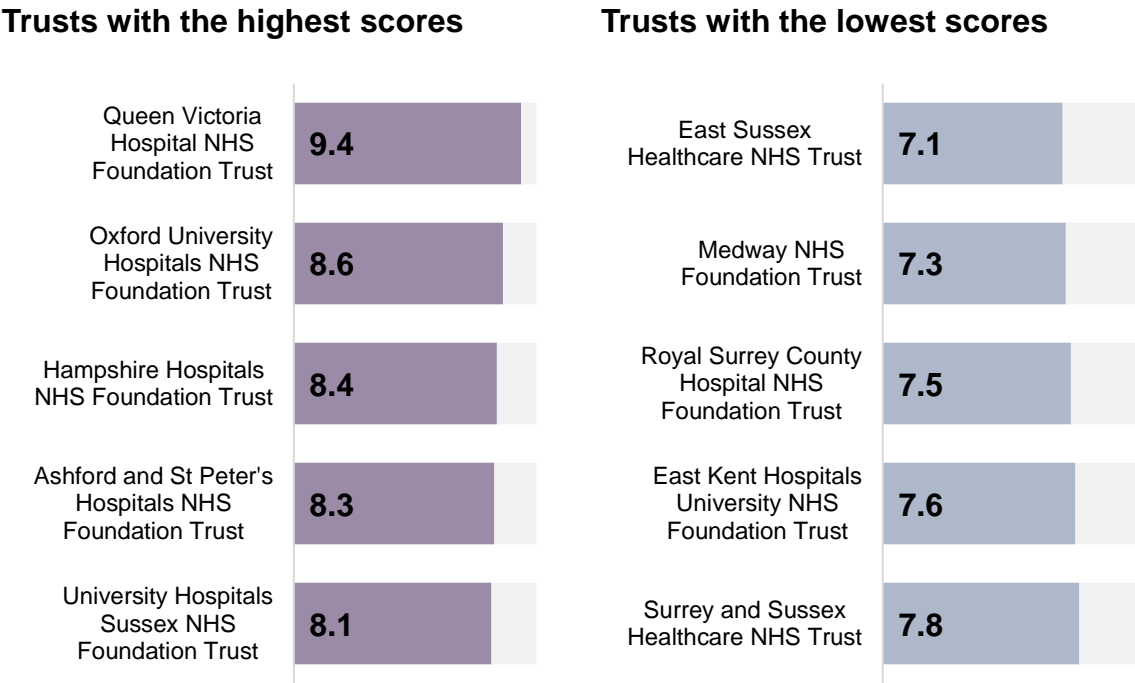 Trusts with the highest scores
Queen Victoria
Hospital NHS
Foundation Trust
9.4
Oxford University
Hospitals NHS
Foundation Trust
8.6
Hampshire Hospitals
NHS Foundation Trust
8.4
Ashford and St Peter's
Hospitals NHS
Foundation Trust
8.3
University Hospitals
Sussex NHS
Foundation Trust
8.1
Trusts with the lowest scores
East Sussex
Healthcare NHS Trust
7.1
Medway NHS
Foundation Trust
7.3
Royal Surrey County
Hospital NHS
Foundation Trust
7.5
East Kent Hospitals
University NHS
Foundation Trust
7.6
Surrey and Sussex
Healthcare NHS Trust
7.8